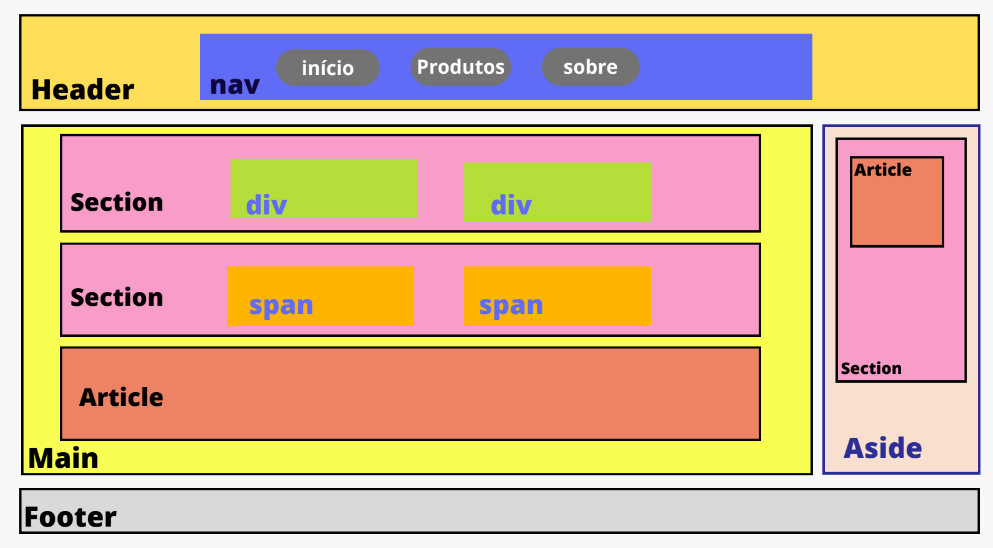 Header
nav
início
Produtos
sobre
Section
div
div
Section
span
span
Article
Main
Article
Section
Aside
Footer